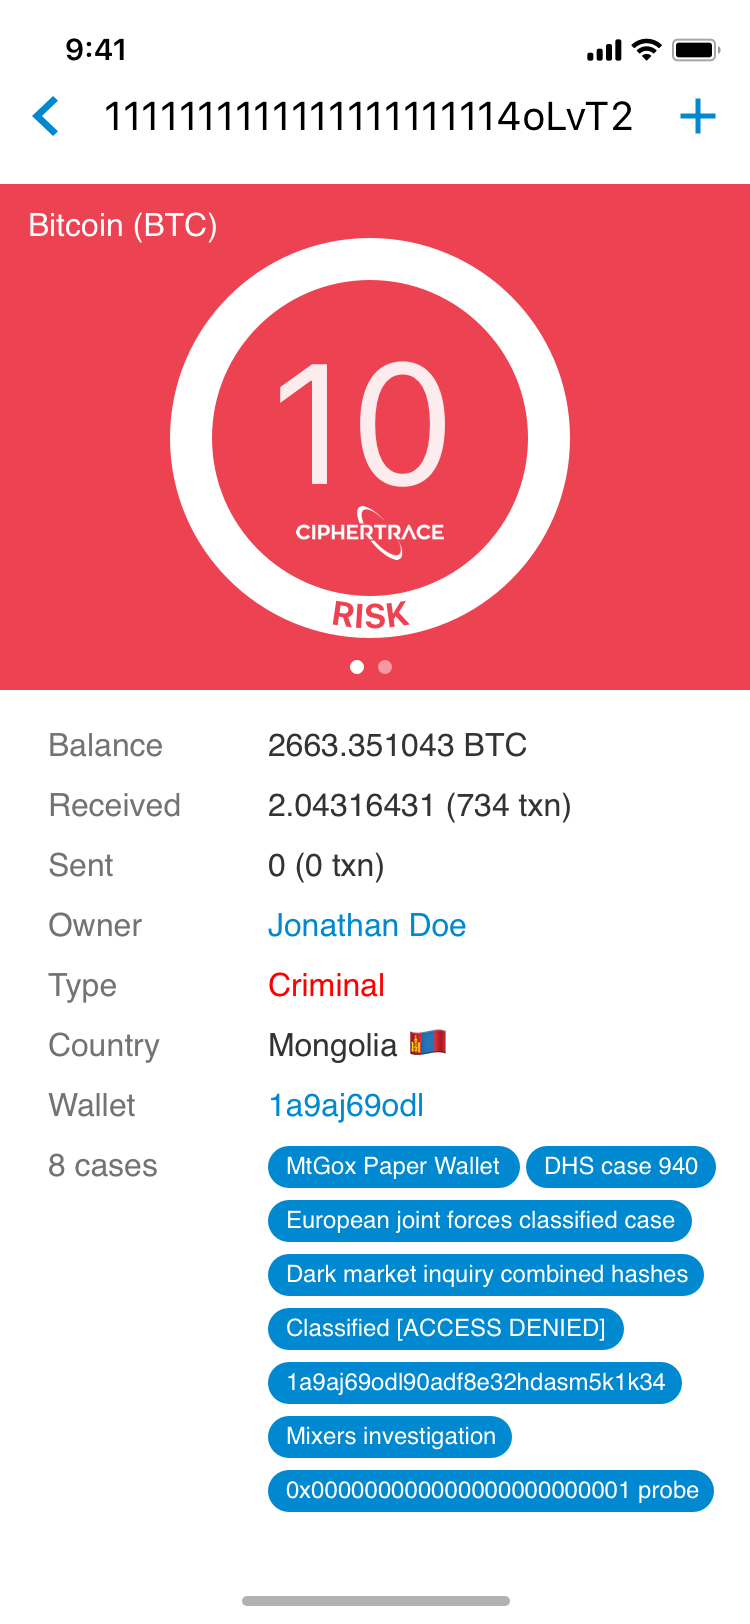 9:41
1111111111111111111114oLvT2
Bitcoin (BTC)
10
CIPHERTRACE
RISK
Balance 2663.351043 BTC
Received 2.04316431 (734 txn)
Sent 0 (0 txn)
Owner Jonathan Doe
Type Criminal
Country Mongolia 🇲🇳
Wallet 1a9aj69odl
8 cases MtGox Paper Wallet DHS case 940
European joint forces classified case
Dark market inquiry combined hashes
Classified [ACCESS DENIED]
1a9aj69odl90adf8e32hdasm5k1k34
Mixers investigation
0x000000000000000000000001 probe